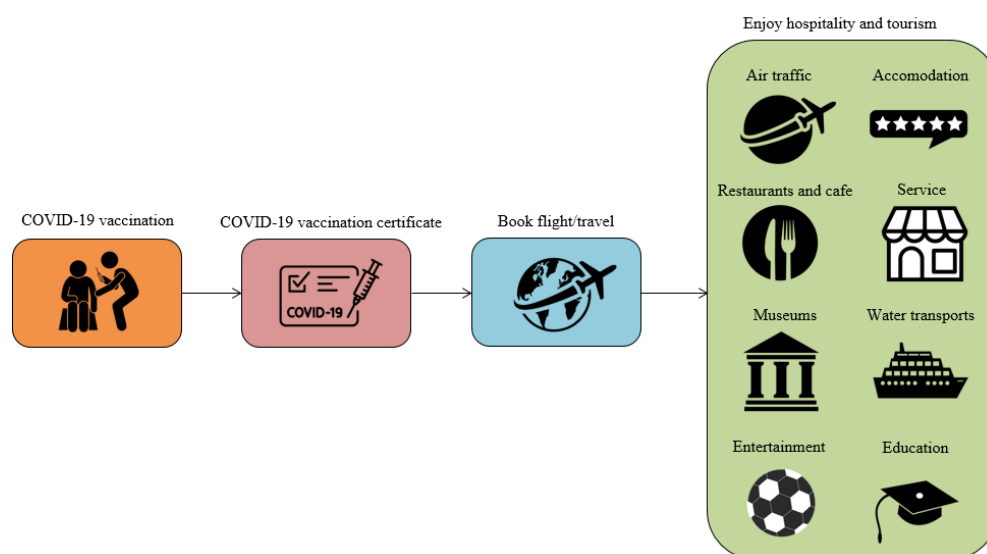 Enjoy hospitality and tourism
Air traffic
Accomodation
Restaurants and cafe
Service
COVID-19 vaccination
COVID-19 vaccination certificate
Book flight/travel
COVID-19
Museums
Water transports
Entertainment
Education